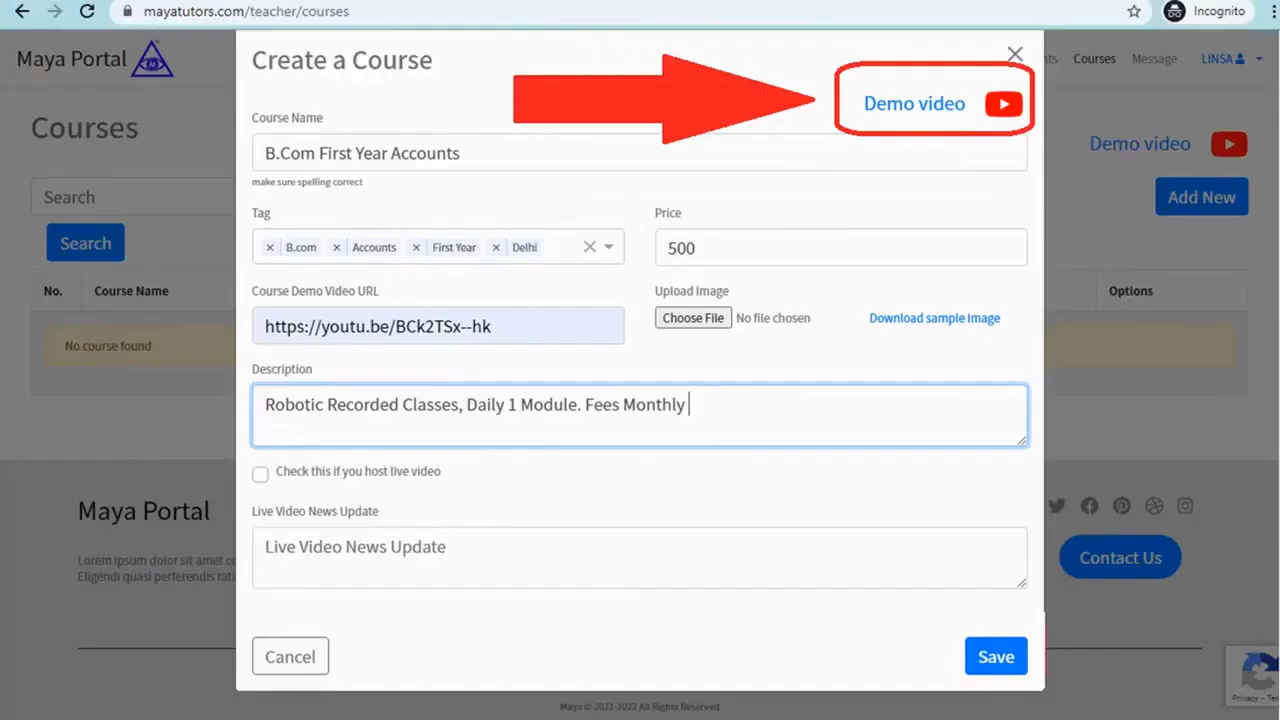 mayatutors.com/teacher/courses
Incognito
Maya Portal
M
nts Courses Message LINSA
Create a Course
Demo video
Courses
Demo video
Course Name
B.Com First Year Accounts
make sure spelling correct
Search
Add New
Search
Tag
Price
× B.com × Accounts × First Year × Delhi
500
No. Course Name
Options
Course Demo Video URL
Upload Image
https://youtu.be/BCk2TSx--hk
Choose File No file chosen
Download sample Image
No course found
Description
Robotic Recorded Classes, Daily 1 Module. Fees Monthly
Check this if you host live video
Live Video News Update
Live Video News Update
Maya Portal
Lorem ipsum dolor sit amet co
Eligendi quasi perferendis rati
Contact Us
Cancel
Save
Privacy - Ter
Maya © 2021-2022 All Rights Reserved